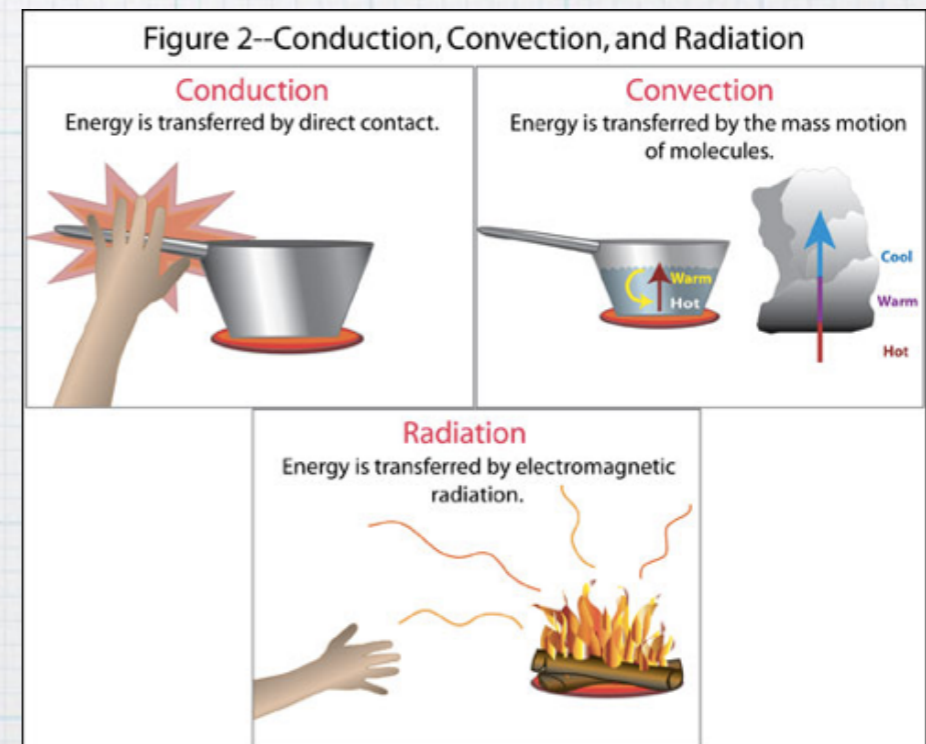 Figure 2--Conduction, Convection, and Radiation
Conduction
Energy is transferred by direct contact.
Convection
Energy is transferred by the mass motion
of molecules.
Warm
Hot
Cool
Warm
Hot
Radiation
Energy is transferred by electromagnetic
radiation.